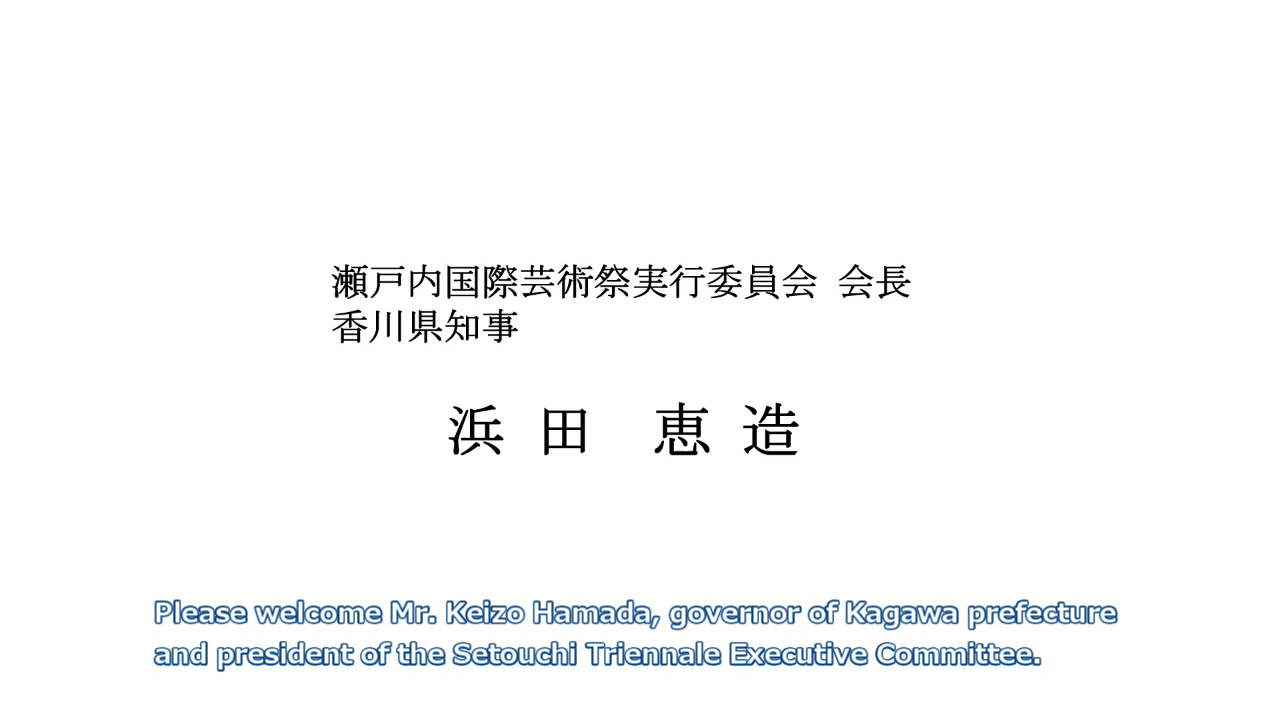 瀬戸内国際芸術祭実行委員会 会長
香川県知事
浜田 恵造
Please welcome Mr. Keizo Hamada, governor of Kagawa prefecture
and president of the Setouchi Triennale Executive Committee.